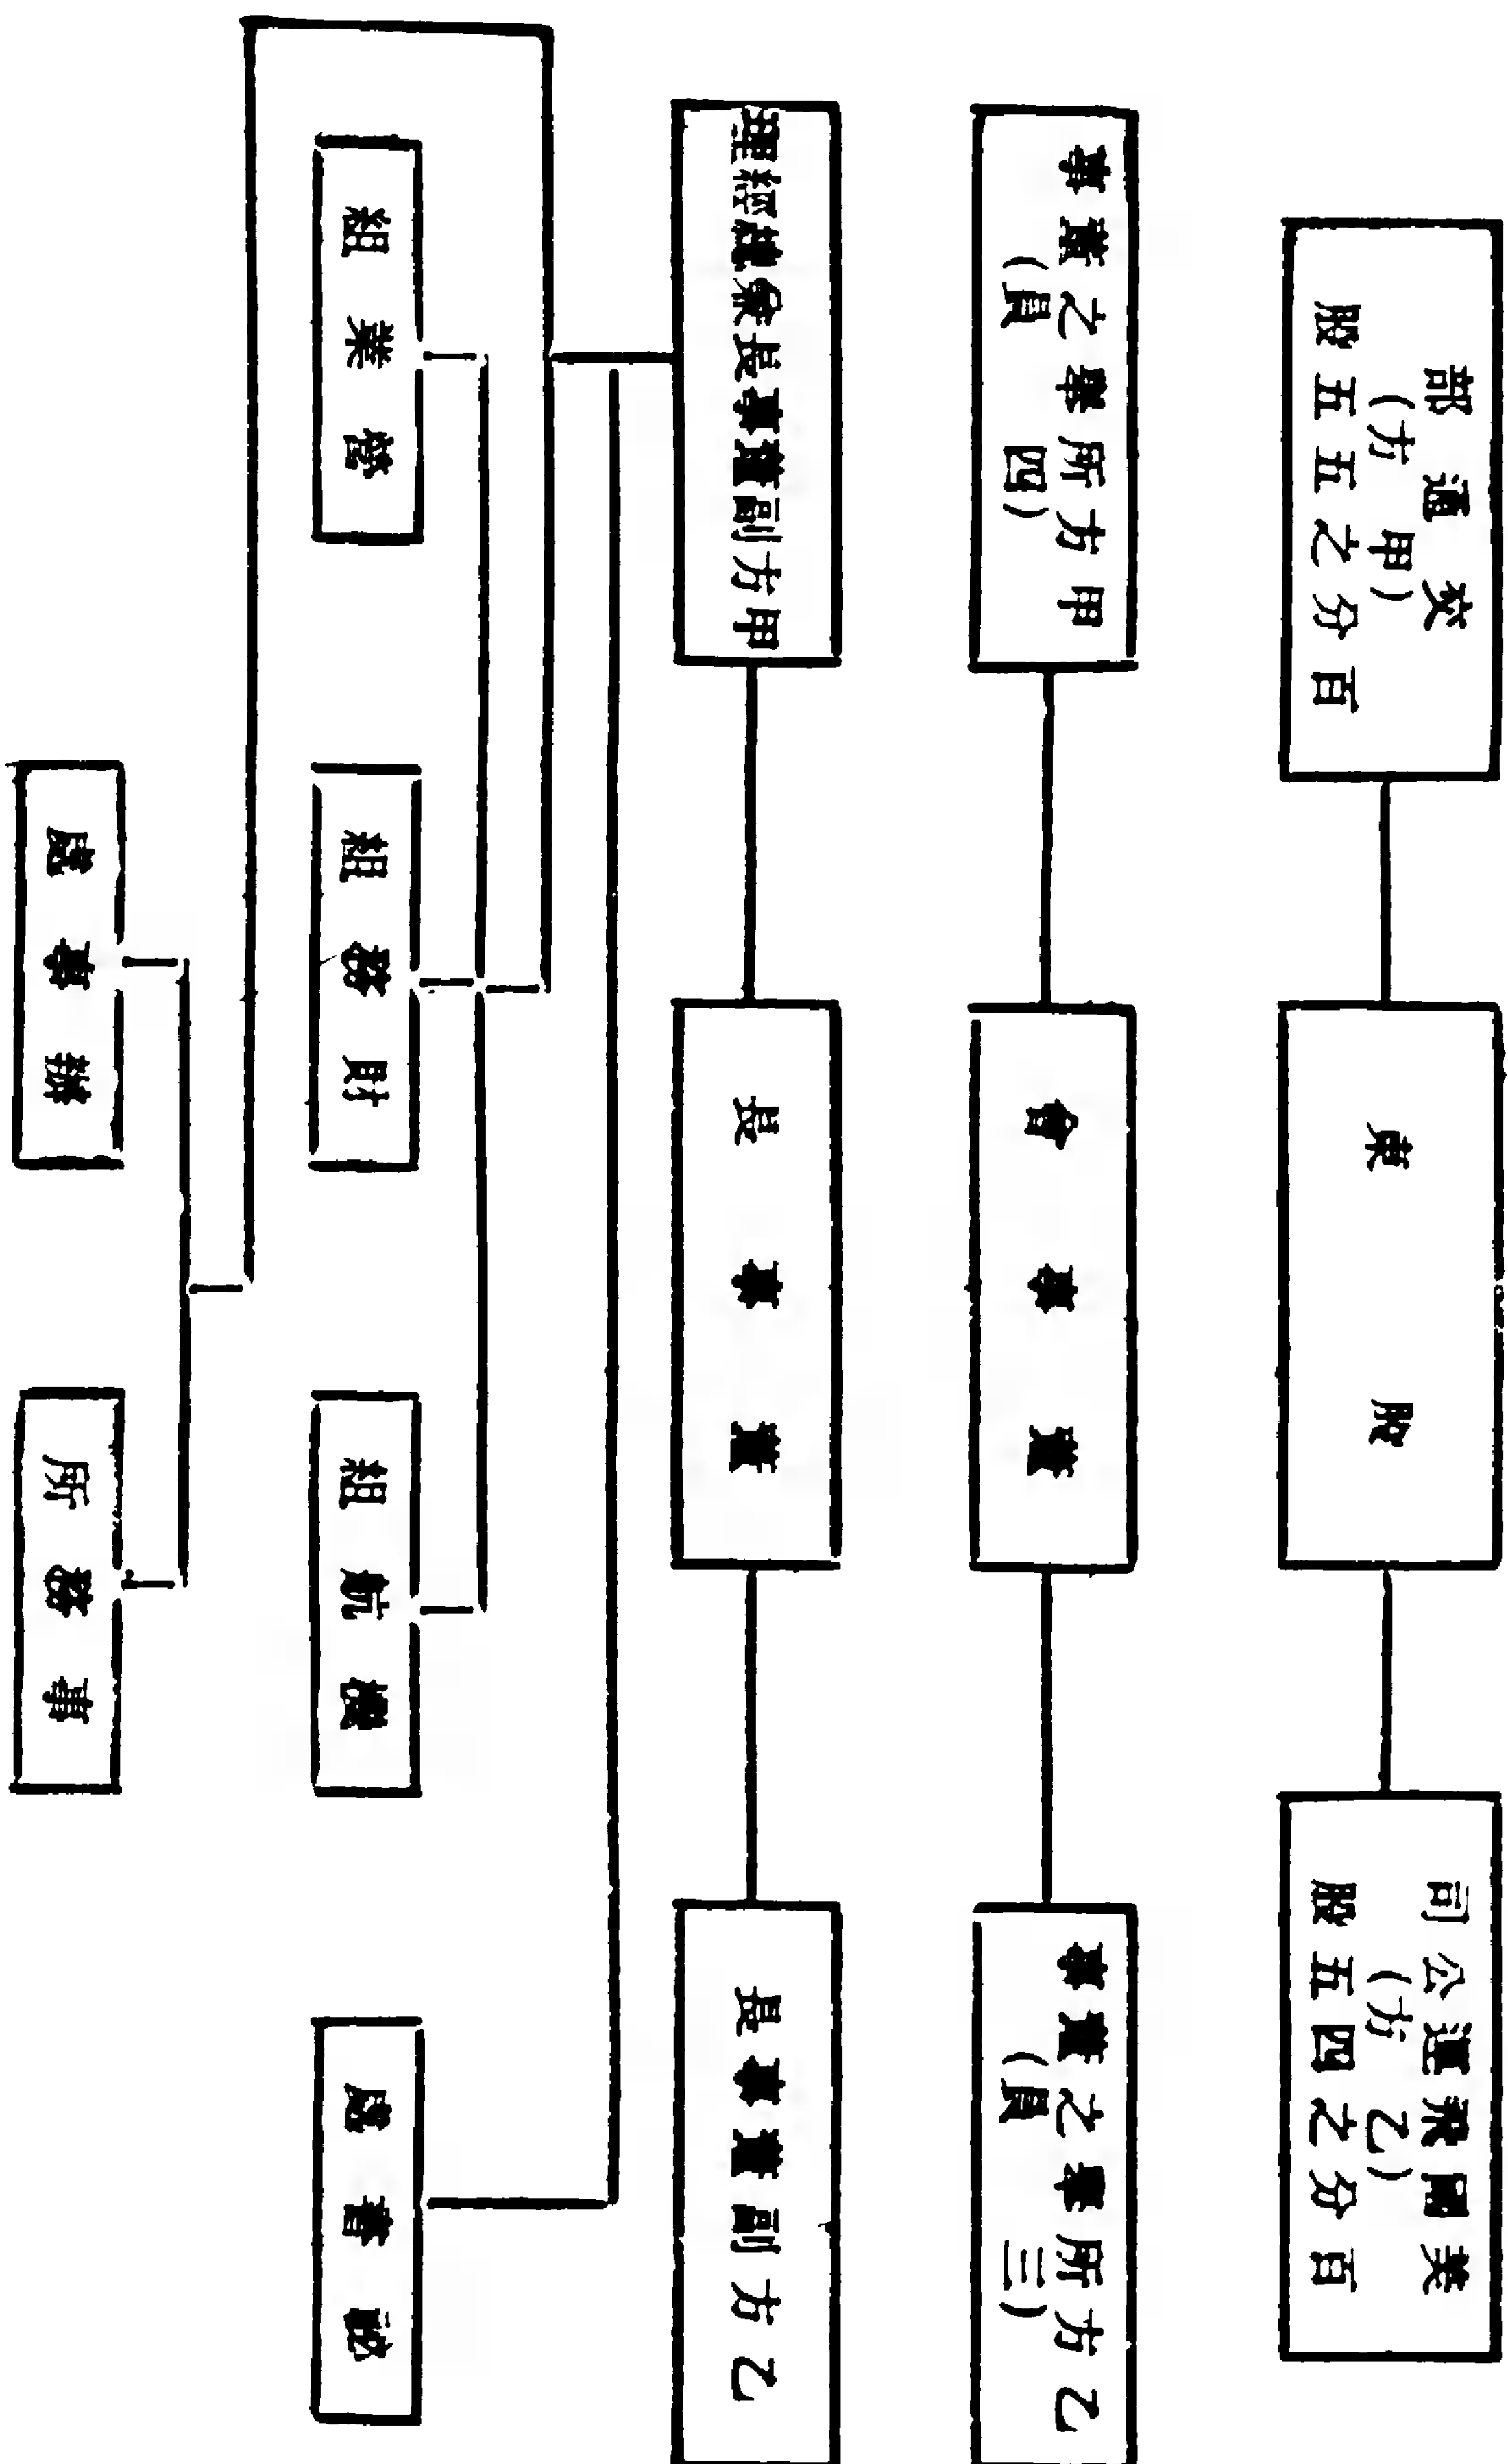 美國飛運公司
(乙方)
百分之四五股
股東
交通部
(甲方)
百分之五五股
乙方所舉之董事
(三員)
董事會
甲方所舉之董事
(四員)
乙方副董事長
董事長
甲方副董事長兼總經理
祕書處
機航組
財務組
營業組
事務所
辦事處